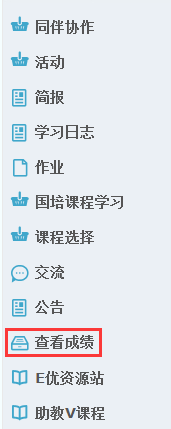 同伴协作
活动
简报
学习日志
作业
国培课程学习
课程选择
交流
公告
查看成绩
E优资源站
助教V课程